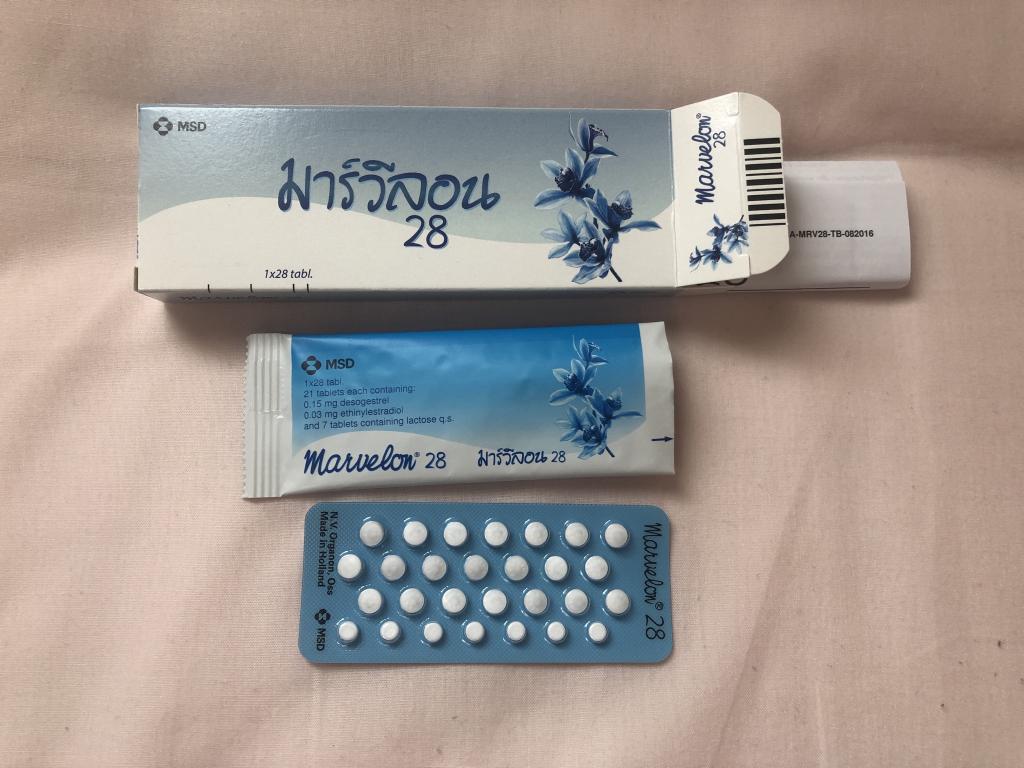 MSD
มาร์วีลอน
28
1x28 tabl.
Marvelon®
28
A-MRV28-TB-082016
marvelon
MSD
1x28 tabl.
21 tablets each containing:
0.15 mg desogestrel
0.03 mg ethinylestradiol
and 7 tablets containing lactose q.s.
Marvelon® 28
มาร์วีลอน 28
N.V. Organon, Oss
Made in Holland
MSD
Marvelon® 28